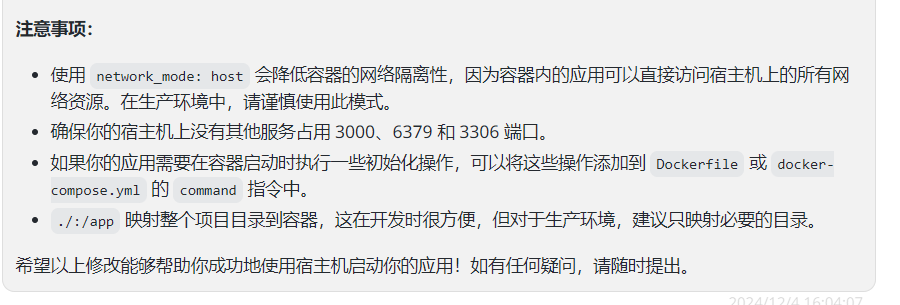 注意事项：
使用 network_mode: host 会降低容器的网络隔离性，因为容器内的应用可以直接访问宿主机上的所有网
络资源。在生产环境中，请谨慎使用此模式。
确保你的宿主机上没有其他服务占用 3000、6379 和 3306 端口。
如果你的应用需要在容器启动时执行一些初始化操作，可以将这些操作添加到 Dockerfile 或 docker-
compose.yml 的 command 指令中。
./:/app 映射整个项目目录到容器，这在开发时很方便，但对于生产环境，建议只映射必要的目录。
希望以上修改能够帮助你成功地使用宿主机启动你的应用！如有任何疑问，请随时提出。
2024/12/4 16:04:07